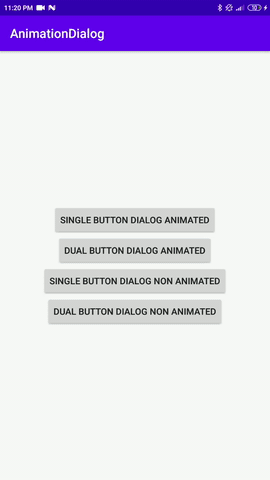 11:20 PM
AnimationDialog
SINGLE BUTTON DIALOG ANIMATED
DUAL BUTTON DIALOG ANIMATED
SINGLE BUTTON DIALOG NON ANIMATED
DUAL BUTTON DIALOG NON ANIMATED